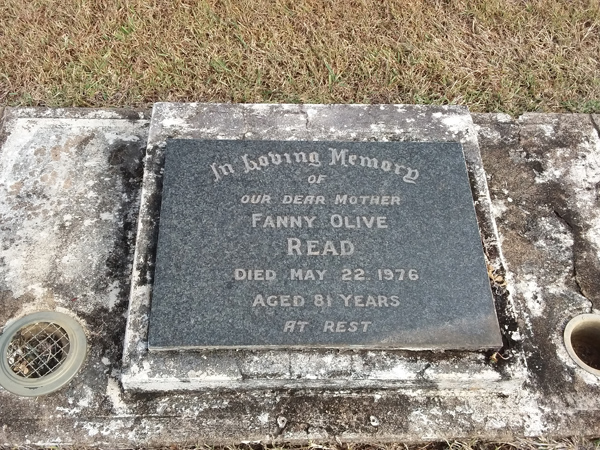 In Loving Memory
OF
OUR DEAR MOTHER
FANNY OLIVE
READ
DIED MAY 22, 1976
AGED 81 YEARS
AT REST